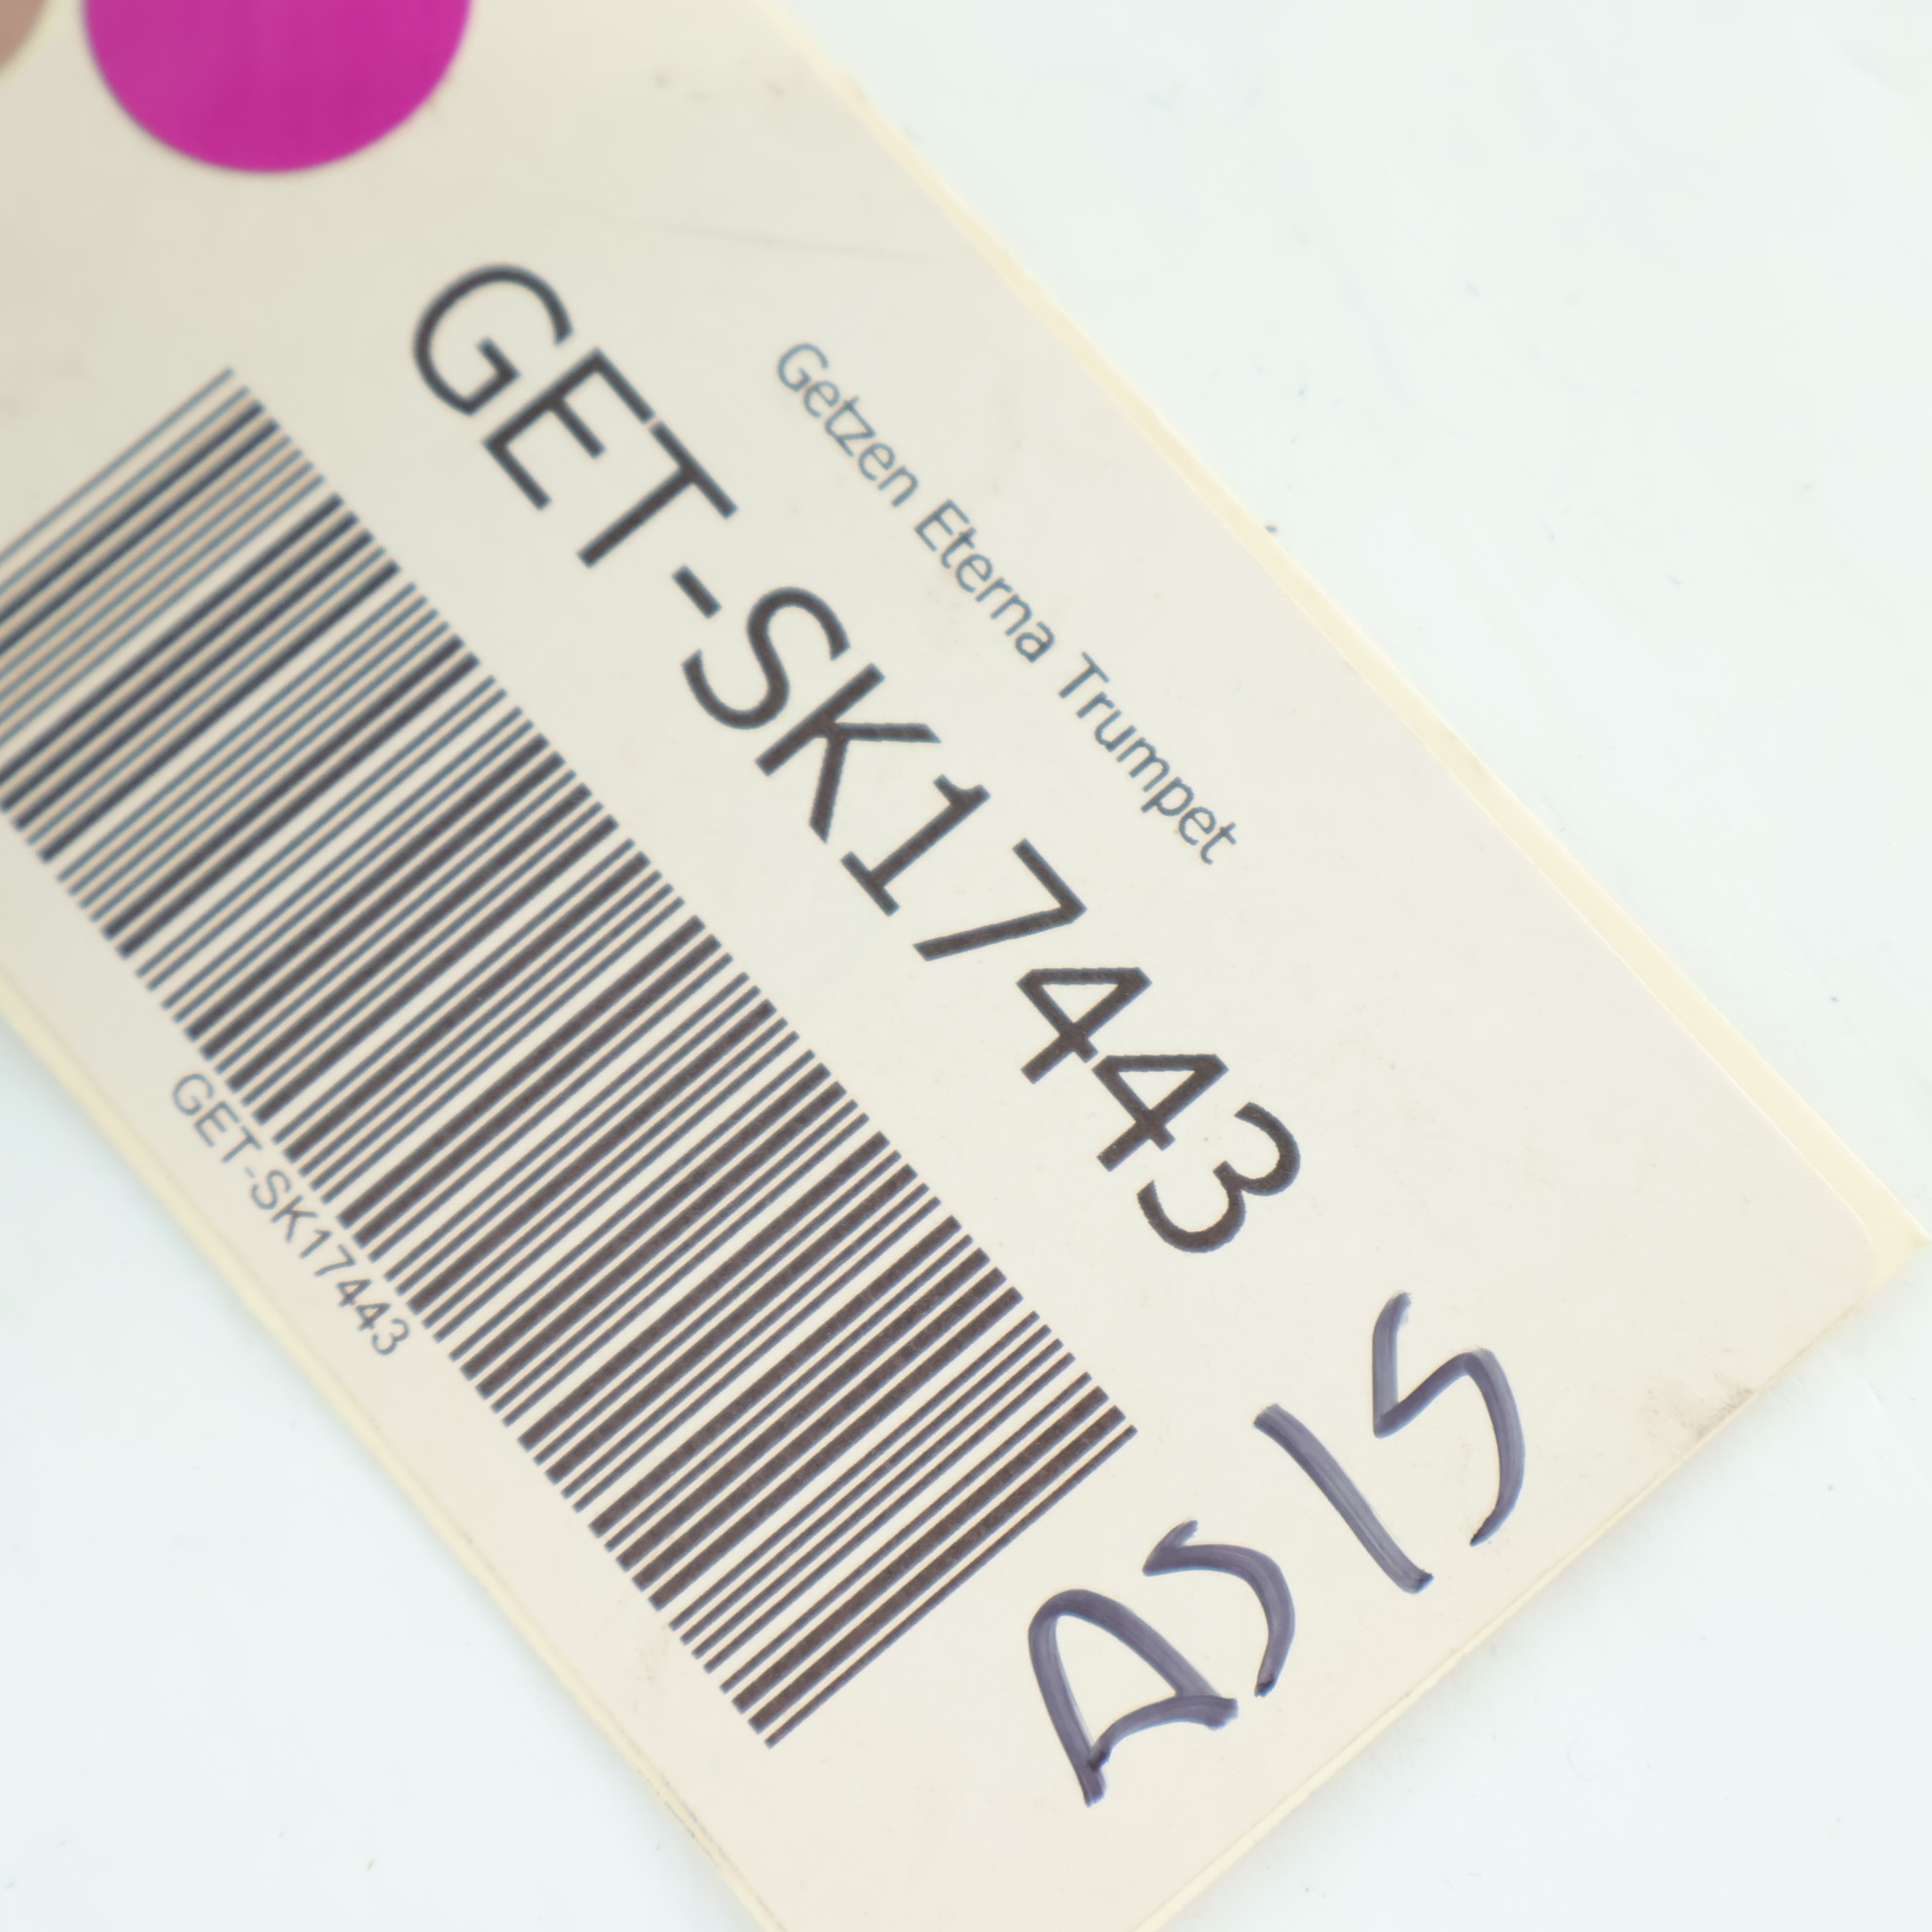 Getzen Eterna Trumpet
GET-SK17443
GET-SK17443
AS IS